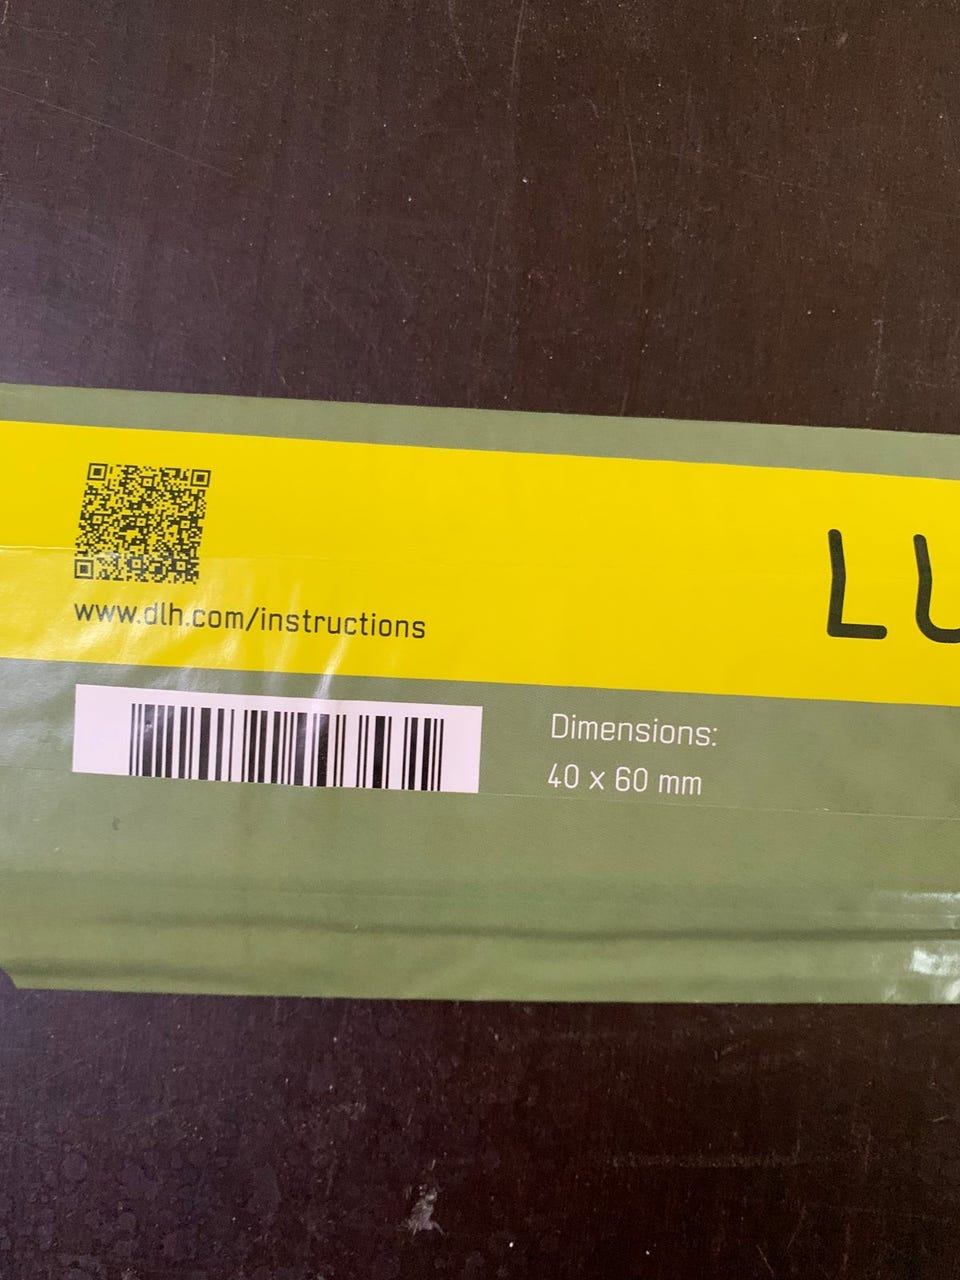 www.dlh.com/instructions
LU
Dimensions:
40 x 60 mm